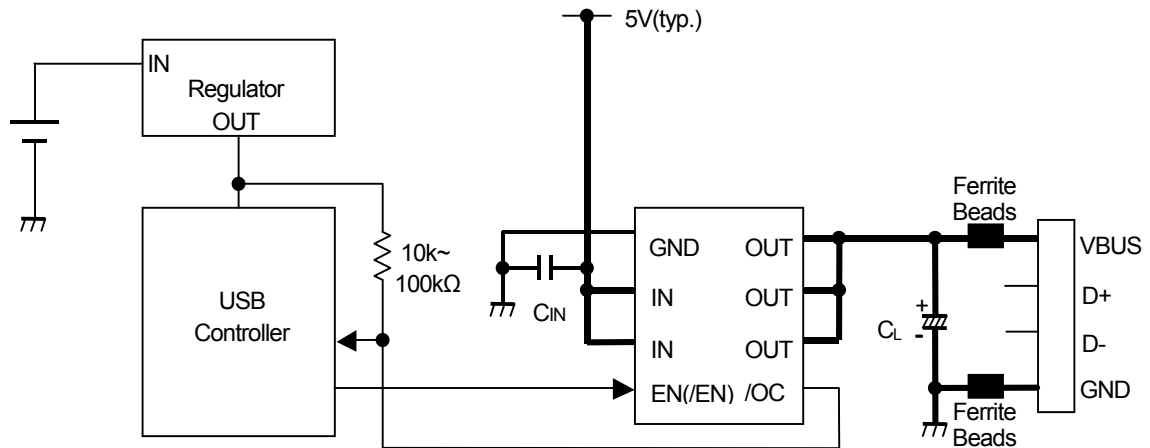 5V(typ.)
IN
Regulator
OUT
Ferrite
Beads
10k~
100kΩ
USB
Controller
CIN
GND OUT
IN OUT
IN OUT
EN(/EN) /OC
+
CL
-
VBUS
D+
D-
GND
Ferrite
Beads